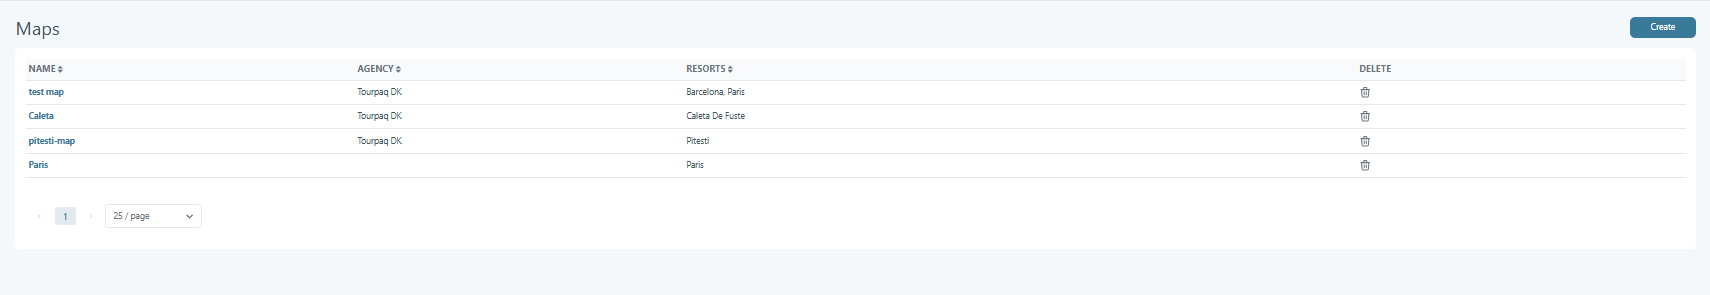 Maps
Create
NAME AGENCY RESORTS DELETE
test map Tourpaq DK Barcelona, Paris
Caleta Tourpaq DK Caleta De Fuste
pitesti-map Tourpaq DK Pitesti
Paris Paris
1 25 / page